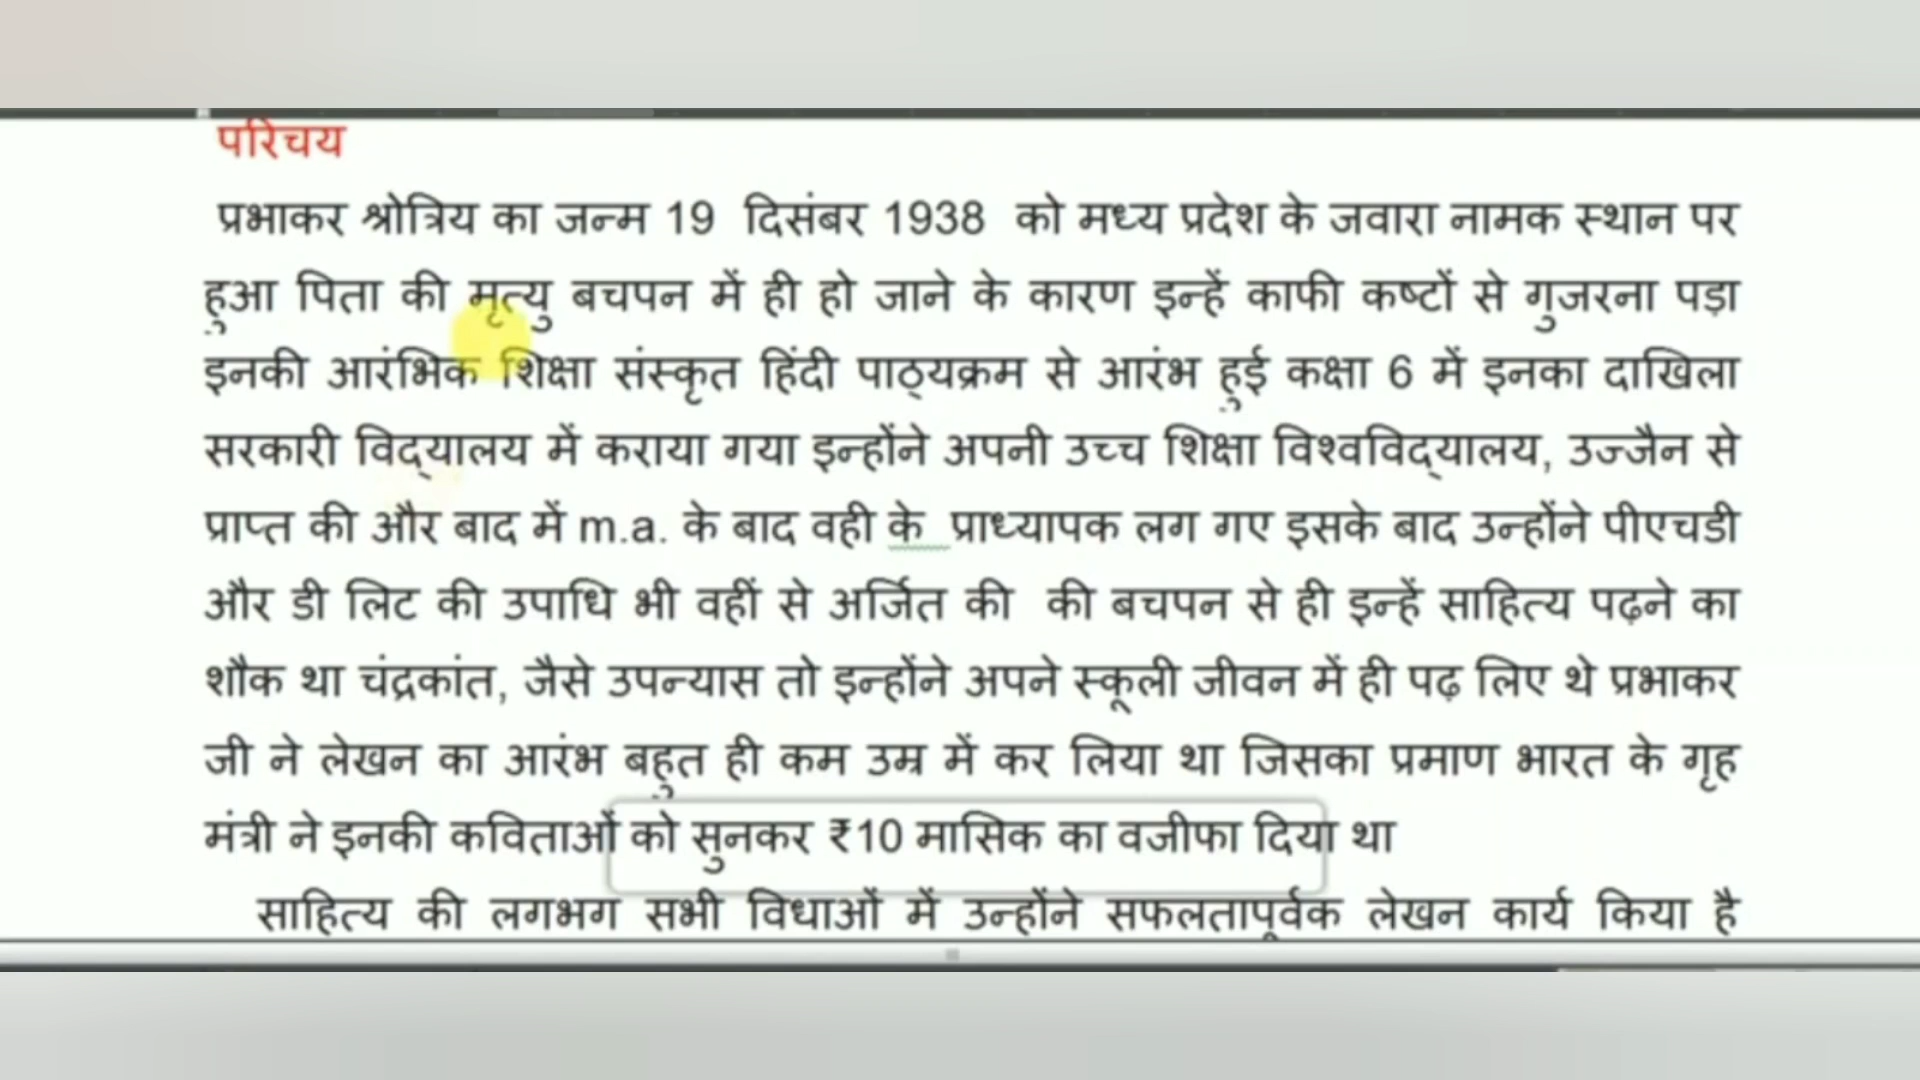 परिचय
प्रभाकर श्रोत्रिय का जन्म 19 दिसंबर 1938 को मध्य प्रदेश के जवारा नामक स्थान पर
हुआ पिता की मृत्यु बचपन में ही हो जाने के कारण इन्हें काफी कष्टों से गुजरना पड़ा
इनकी आरंभिक शिक्षा संस्कृत हिंदी पाठ्यक्रम से आरंभ हुई कक्षा 6 में इनका दाखिला
सरकारी विद्यालय में कराया गया इन्होंने अपनी उच्च शिक्षा विश्वविद्यालय, उज्जैन से
प्राप्त की और बाद में m.a. के बाद वही के प्राध्यापक लग गए इसके बाद उन्होंने पीएचडी
और डी लिट की उपाधि भी वहीं से अर्जित की की बचपन से ही इन्हें साहित्य पढ़ने का
शौक था चंद्रकांत, जैसे उपन्यास तो इन्होंने अपने स्कूली जीवन में ही पढ़ लिए थे प्रभाकर
जी ने लेखन का आरंभ बहुत ही कम उम्र में कर लिया था जिसका प्रमाण भारत के गृह
मंत्री ने इनकी कविताओं को सुनकर ₹10 मासिक का वजीफा दिया था
साहित्य की लगभग सभी विधाओं में उन्होंने सफलतापूर्वक लेखन कार्य किया है